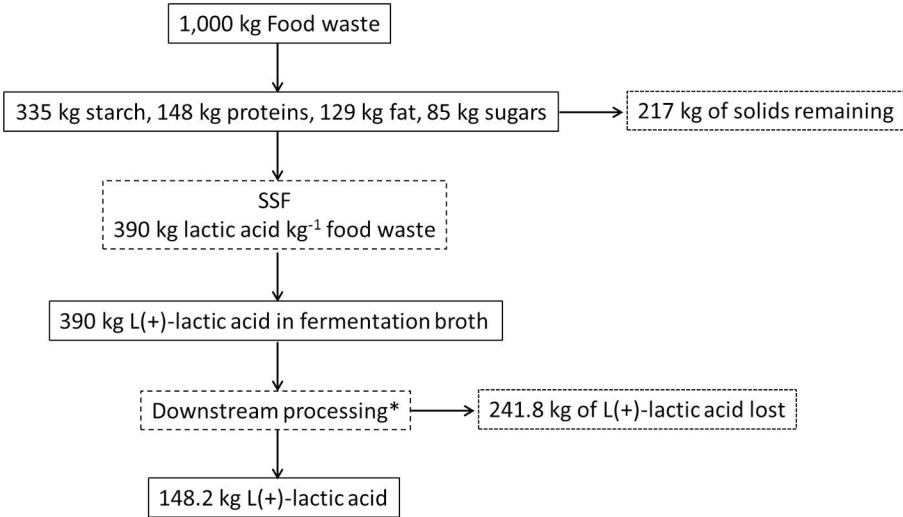 1,000 kg Food waste
335 kg starch, 148 kg proteins, 129 kg fat, 85 kg sugars
217 kg of solids remaining
SSF
390 kg lactic acid kg⁻¹ food waste
390 kg L(+)-lactic acid in fermentation broth
Downstream processing*
241.8 kg of L(+)-lactic acid lost
148.2 kg L(+)-lactic acid